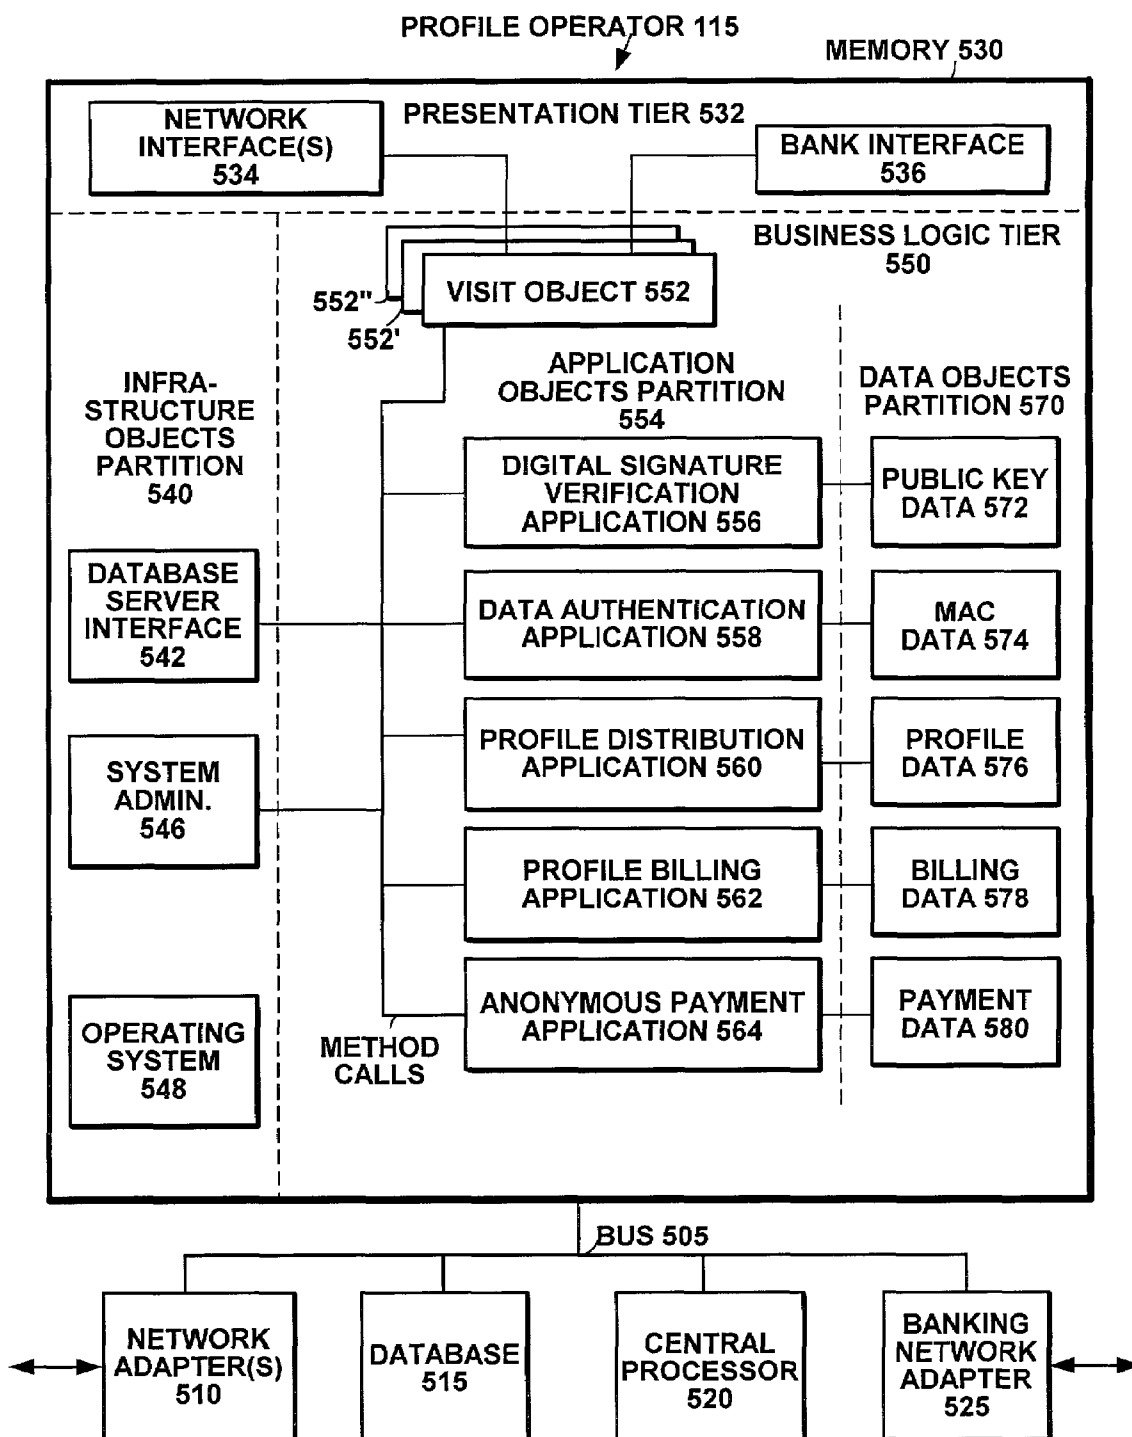 PROFILE OPERATOR 115
MEMORY 530
NETWORK
INTERFACE(S)
534
PRESENTATION TIER 532
BANK INTERFACE
536
BUSINESS LOGIC TIER
550
VISIT OBJECT 552
552"
552'
INFRA-
STRUCTURE
OBJECTS
PARTITION
540
APPLICATION
OBJECTS PARTITION
554
DATA OBJECTS
PARTITION 570
DIGITAL SIGNATURE
VERIFICATION
APPLICATION 556
PUBLIC KEY
DATA 572
DATABASE
SERVER
INTERFACE
542
DATA AUTHENTICATION
APPLICATION 558
MAC
DATA 574
SYSTEM
ADMIN.
546
PROFILE DISTRIBUTION
APPLICATION 560
PROFILE
DATA 576
PROFILE BILLING
APPLICATION 562
BILLING
DATA 578
OPERATING
SYSTEM
548
METHOD
CALLS
ANONYMOUS PAYMENT
APPLICATION 564
PAYMENT
DATA 580
BUS 505
NETWORK
ADAPTER(S)
510
DATABASE
515
CENTRAL
PROCESSOR
520
BANKING
NETWORK
ADAPTER
525